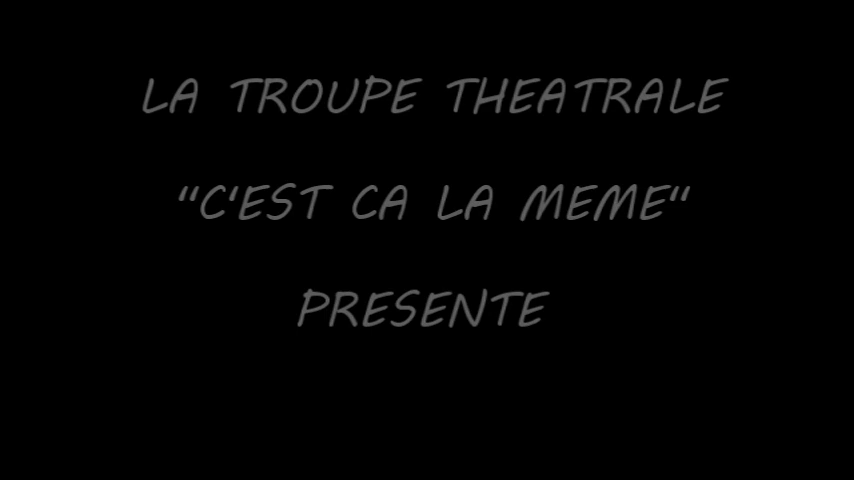 LA TROUPE THEATRALE
"C'EST CA LA MEME"
PRESENTE